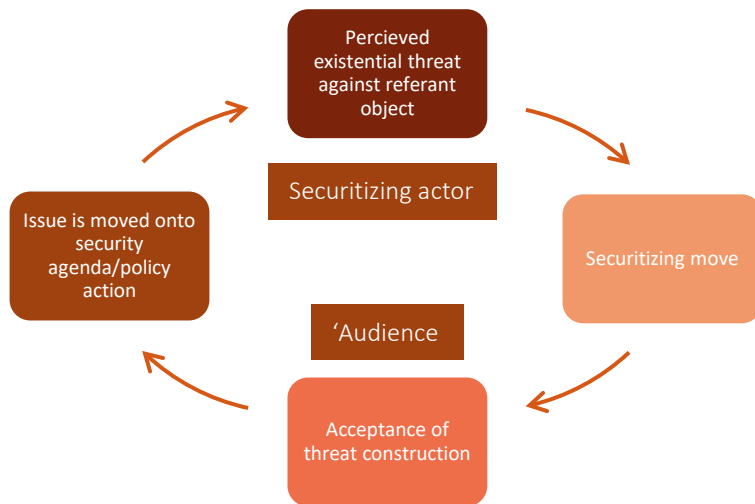 Percieved
existential threat
against referant
object
Securitizing actor
Issue is moved onto
security
agenda/policy
action
Securitizing move
‘Audience
Acceptance of
threat construction